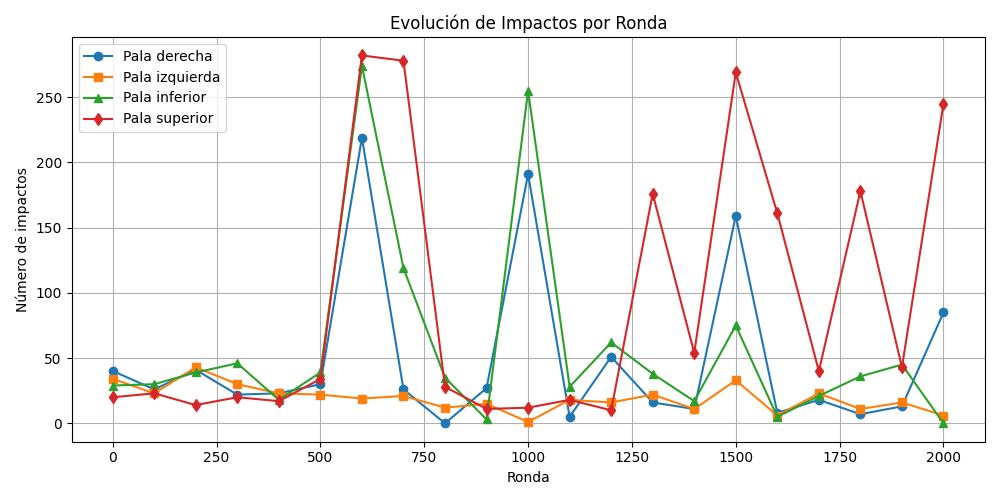 Evolución de Impactos por Ronda
Pala derecha
Pala izquierda
Pala inferior
Pala superior
Número de impactos
250
200
150
100
50
0
0
250
500
750
1000
1250
1500
1750
2000
Ronda